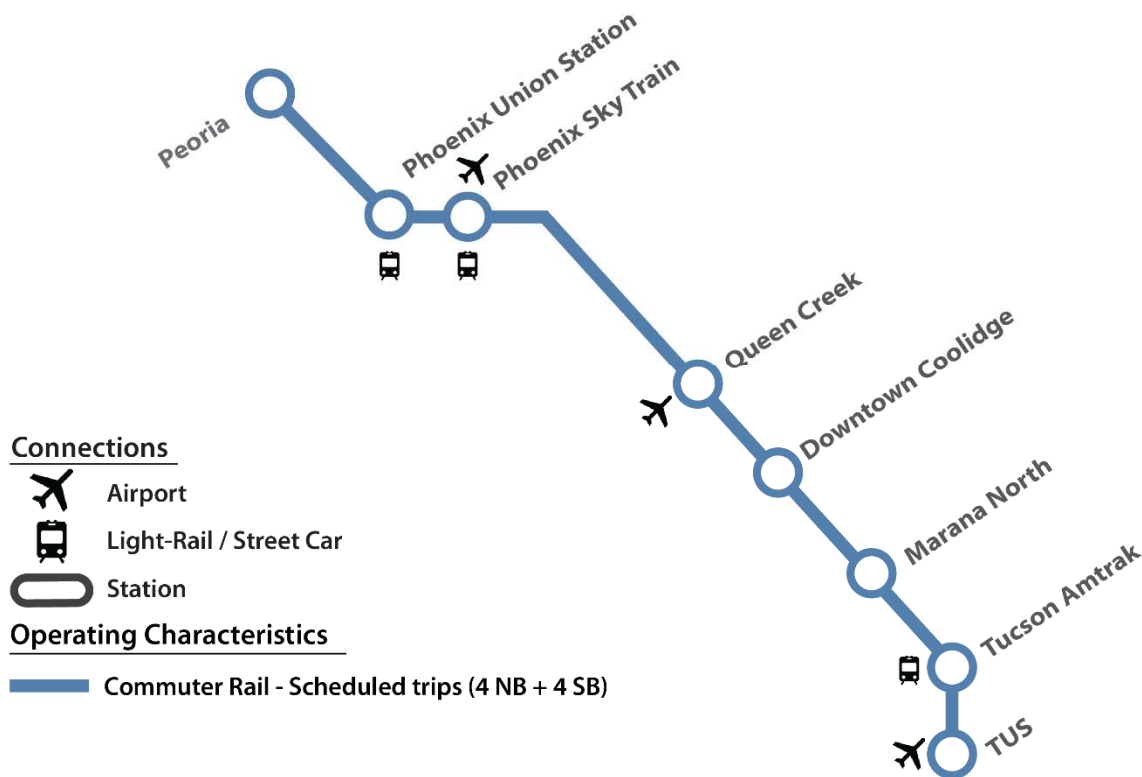 Peoria
Phoenix Union Station
Phoenix Sky Train
Queen Creek
Downtown Coolidge
Marana North
Tucson Amtrak
TUS
Connections
Airport
Light-Rail / Street Car
Station
Operating Characteristics
Commuter Rail - Scheduled trips (4 NB + 4 SB)